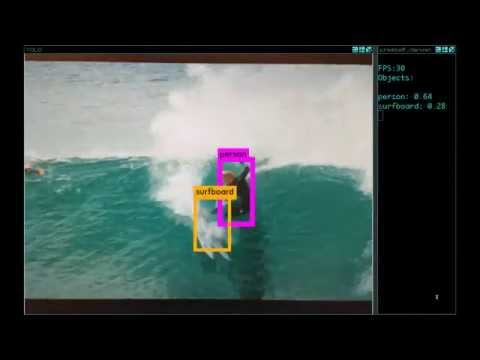 YOLO
FPS:30
Objects:
person: 0.64
surfboard: 0.28
person
surfboard